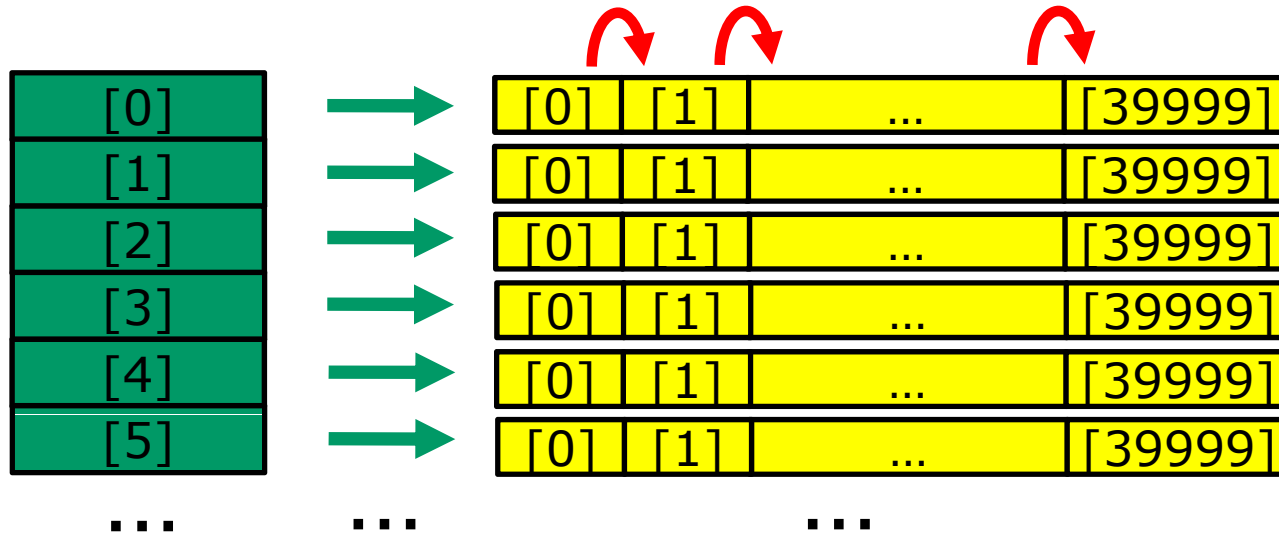 [0] [0] [1] ... [39999]
[1] [0] [1] ... [39999]
[2] [0] [1] ... [39999]
[3] [0] [1] ... [39999]
[4] [0] [1] ... [39999]
[5] [0] [1] ... [39999]
... ... ...